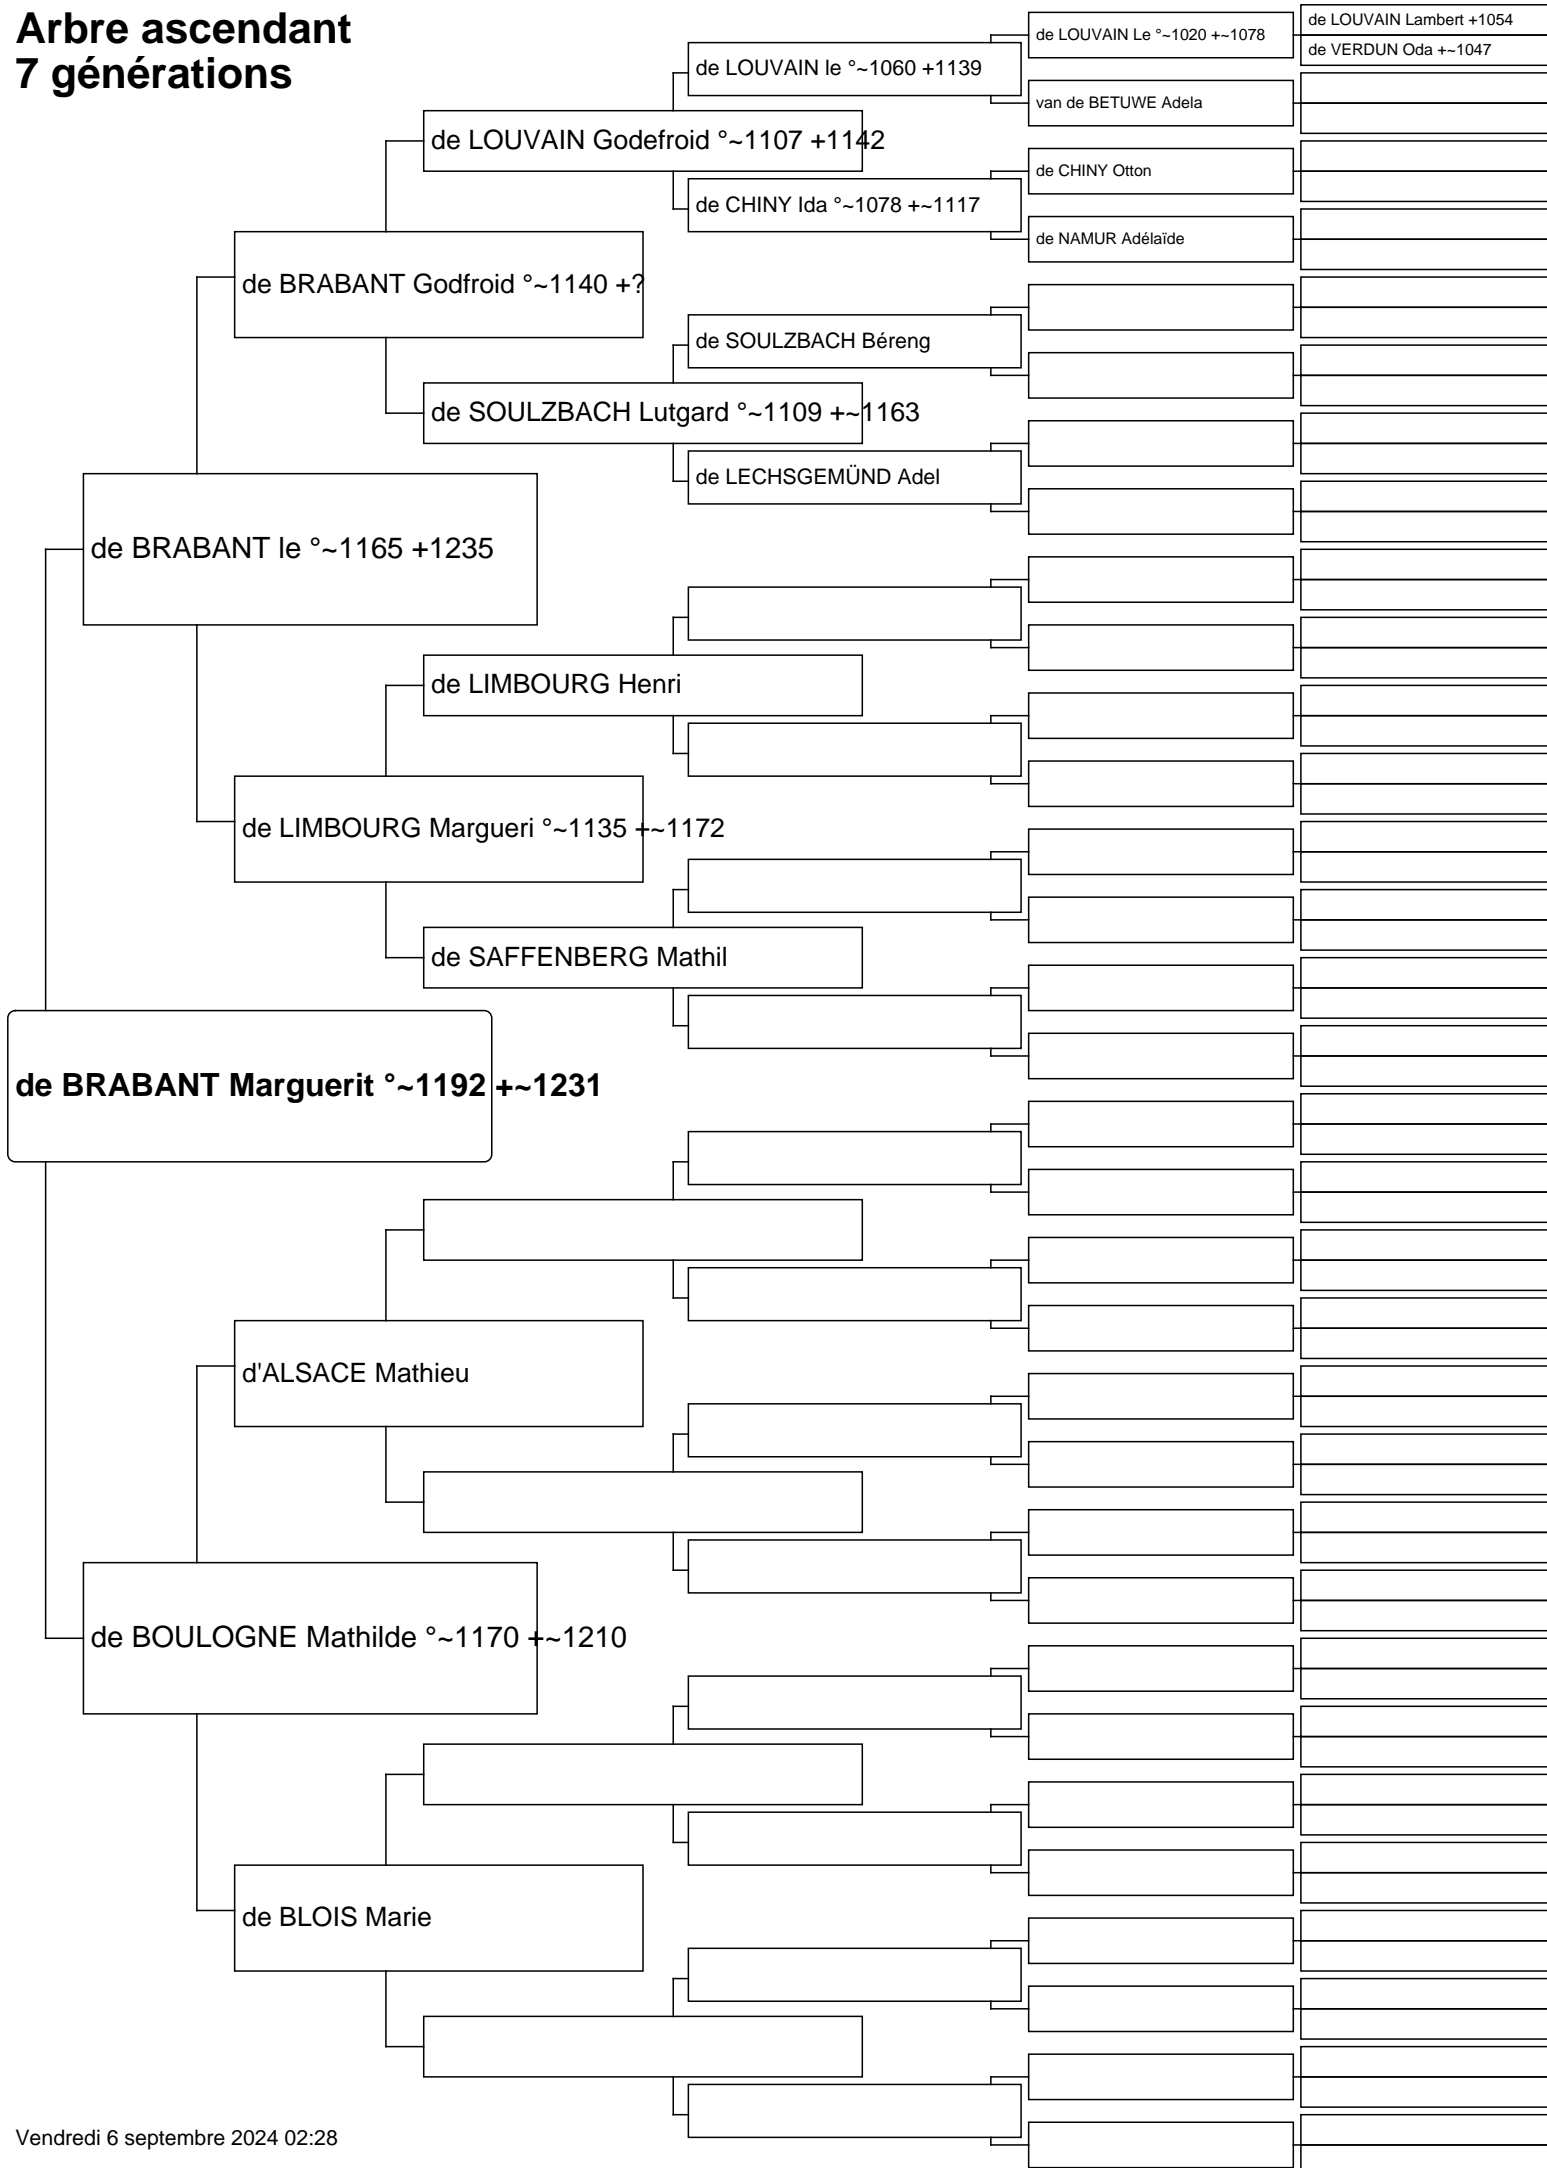 Arbre ascendant
7 générations
de LOUVAIN Lambert +1054
de LOUVAIN Le °~1020 +~1078
de VERDUN Oda +~1047
de LOUVAIN le °~1060 +1139
van de BETUWE Adela
de LOUVAIN Godefroid °~1107 +1142
de CHINY Otton
de CHINY Ida °~1078 +~1117
de NAMUR Adélaïde
de BRABANT Godfroid °~1140 +?
de SOULZBACH Béreng
de SOULZBACH Lutgard °~1109 +~1163
de LECHSGEMÜND Adel
de BRABANT le °~1165 +1235
de LIMBOURG Henri
de LIMBOURG Margueri °~1135 +~1172
de SAFFENBERG Mathil
de BRABANT Marguerit °~1192 +~1231
d'ALSACE Mathieu
de BOULOGNE Mathilde °~1170 +~1210
de BLOIS Marie
Vendredi 6 septembre 2024 02:28